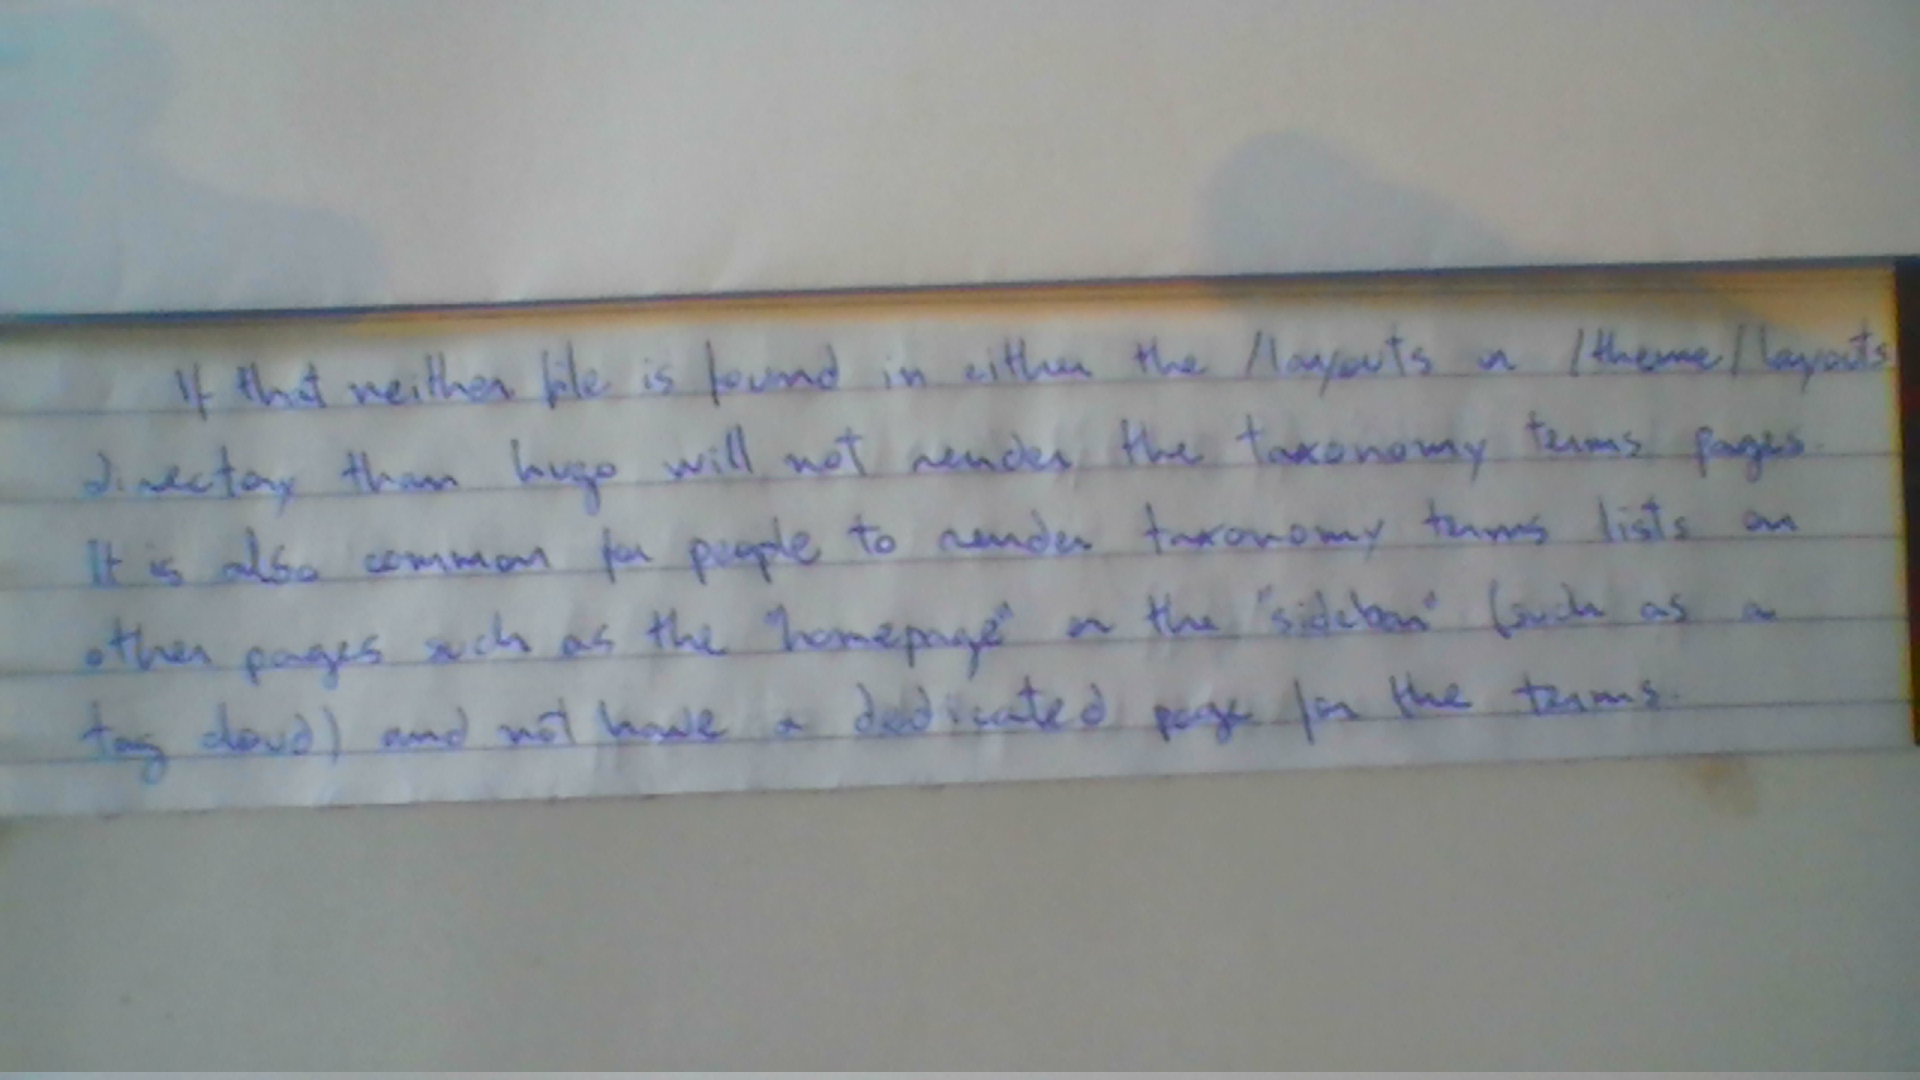 If that neither file is found in either the /layouts or /theme/layouts
directory than hugo will not render the taxonomy terms pages.
It is also common for people to render taxonomy terms lists on
other pages such as the "homepage" or the "sidebar" (such as a
tag cloud) and not have a dedicated page for the terms.